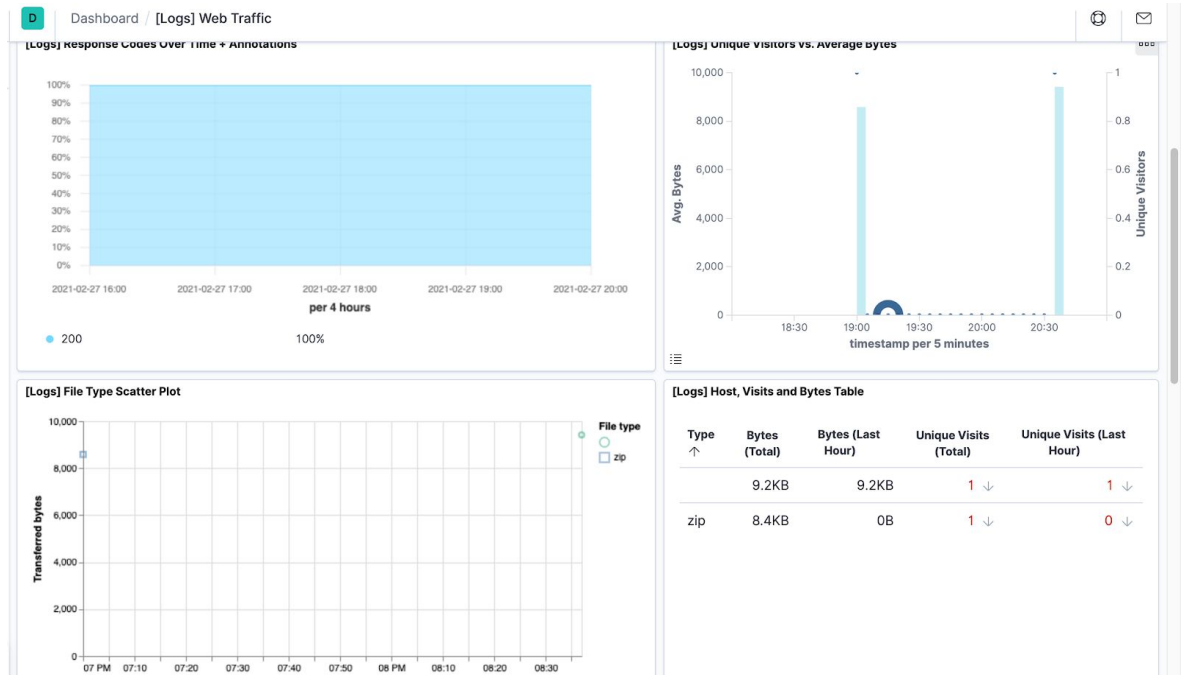 D Dashboard / [Logs] Web Traffic
[Logs] Response Codes Over Time + Annotations
100%
90%
80%
70%
60%
50%
40%
30%
20%
10%
0%
2021-02-27 16:00 2021-02-27 17:00 2021-02-27 18:00 2021-02-27 19:00 2021-02-27 20:00
per 4 hours
200 100%
[Logs] Unique Visitors vs. Average Bytes
10,000
8,000
6,000
4,000
2,000
0
Avg. Bytes
1
0.8
0.6
0.4
0.2
0
Unique Visitors
18:30 19:00 19:30 20:00 20:30
timestamp per 5 minutes
[Logs] File Type Scatter Plot
10,000
8,000
6,000
4,000
2,000
0
Transferred bytes
07 PM 07:10 07:20 07:30 07:40 07:50 08 PM 08:10 08:20 08:30
File type
zip
[Logs] Host, Visits and Bytes Table
Type Bytes (Total) Bytes (Last Hour) Unique Visits (Total) Unique Visits (Last Hour)
9.2KB 9.2KB 1 1
zip 8.4KB 0B 1 0